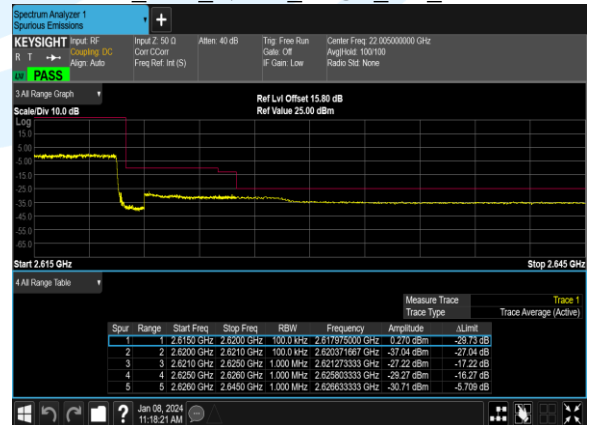 Spectrum Analyzer 1
Spurious Emissions
+
KEYSIGHT Input: RF Input Z: 50 Ω Atten: 40 dB Trig: Free Run Center Freq: 22.005000000 GHz
R T Coupling: DC Corr CCorr Gate: Off Avg|Hold: 100/100
Align: Auto Freq Ref: Int (S) IF Gain: Low Radio Std: None
LV PASS
3 All Range Graph
Ref Lvl Offset 15.80 dB
Scale/Div 10.0 dB Ref Value 25.00 dBm
Log
15.0
5.00
-5.00
-15.0
-25.0
-35.0
-45.0
-55.0
-65.0
Start 2.615 GHz Stop 2.645 GHz
4 All Range Table
Measure Trace Trace 1
Trace Type Trace Average (Active)
Spur Range Start Freq Stop Freq RBW Frequency Amplitude ΔLimit
1 1 2.6150 GHz 2.6200 GHz 100.0 kHz 2.617975000 GHz 0.270 dBm -29.73 dB
2 2 2.6200 GHz 2.6210 GHz 100.0 kHz 2.620371667 GHz -37.04 dBm -27.04 dB
3 3 2.6210 GHz 2.6250 GHz 1.000 MHz 2.621273333 GHz -27.22 dBm -17.22 dB
4 4 2.6250 GHz 2.6260 GHz 1.000 MHz 2.625803333 GHz -29.27 dBm -16.27 dB
5 5 2.6260 GHz 2.6450 GHz 1.000 MHz 2.626633333 GHz -30.71 dBm -5.709 dB
? Jan 08, 2024
11:18:21 AM